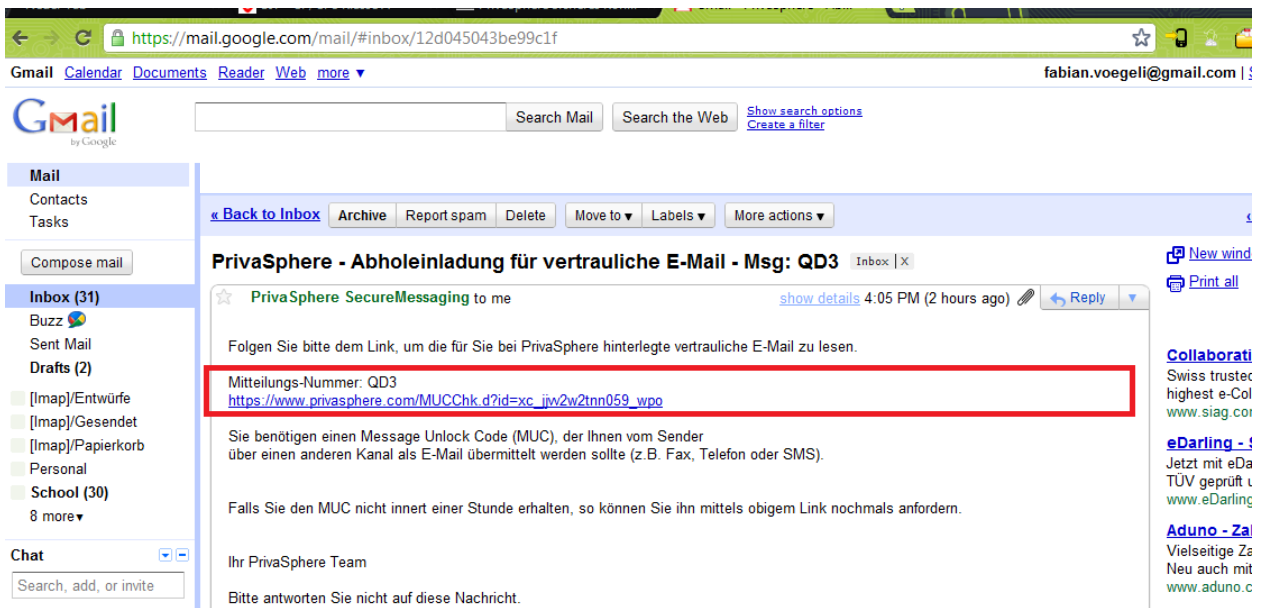 https://mail.google.com/mail/#inbox/12d045043be99c1f
Gmail Calendar Documents Reader Web more ▼
fabian.voegeli@gmail.com |
Gmail
by Google
Search Mail
Search the Web
Show search options
Create a filter
Mail
Contacts
Tasks
Compose mail
Inbox (31)
Buzz
Sent Mail
Drafts (2)
[Imap]/Entwürfe
[Imap]/Gesendet
[Imap]/Papierkorb
Personal
School (30)
8 more▼
Chat
Search, add, or invite
« Back to Inbox Archive Report spam Delete Move to ▼ Labels ▼ More actions ▼
PrivaSphere - Abholeinladung für vertrauliche E-Mail - Msg: QD3 Inbox | X
PrivaSphere SecureMessaging to me show details 4:05 PM (2 hours ago) Reply
Folgen Sie bitte dem Link, um die für Sie bei PrivaSphere hinterlegte vertrauliche E-Mail zu lesen.
Mitteilungs-Nummer: QD3
https://www.privasphere.com/MUCChk.d?id=xc_jjvv2w2tnn059_wpo
Sie benötigen einen Message Unlock Code (MUC), der Ihnen vom Sender
über einen anderen Kanal als E-Mail übermittelt werden sollte (z.B. Fax, Telefon oder SMS).
Falls Sie den MUC nicht innert einer Stunde erhalten, so können Sie ihn mittels obigem Link nochmals anfordern.
Ihr PrivaSphere Team
Bitte antworten Sie nicht auf diese Nachricht.
New wind
Print all
Collaborati
Swiss trusted
highest e-Col
www.siag.co
eDarling -
Jetzt mit eDa
TÜV geprüft
www.eDarling
Aduno - Za
Vielseitige Za
Neu auch mit
www.aduno.c